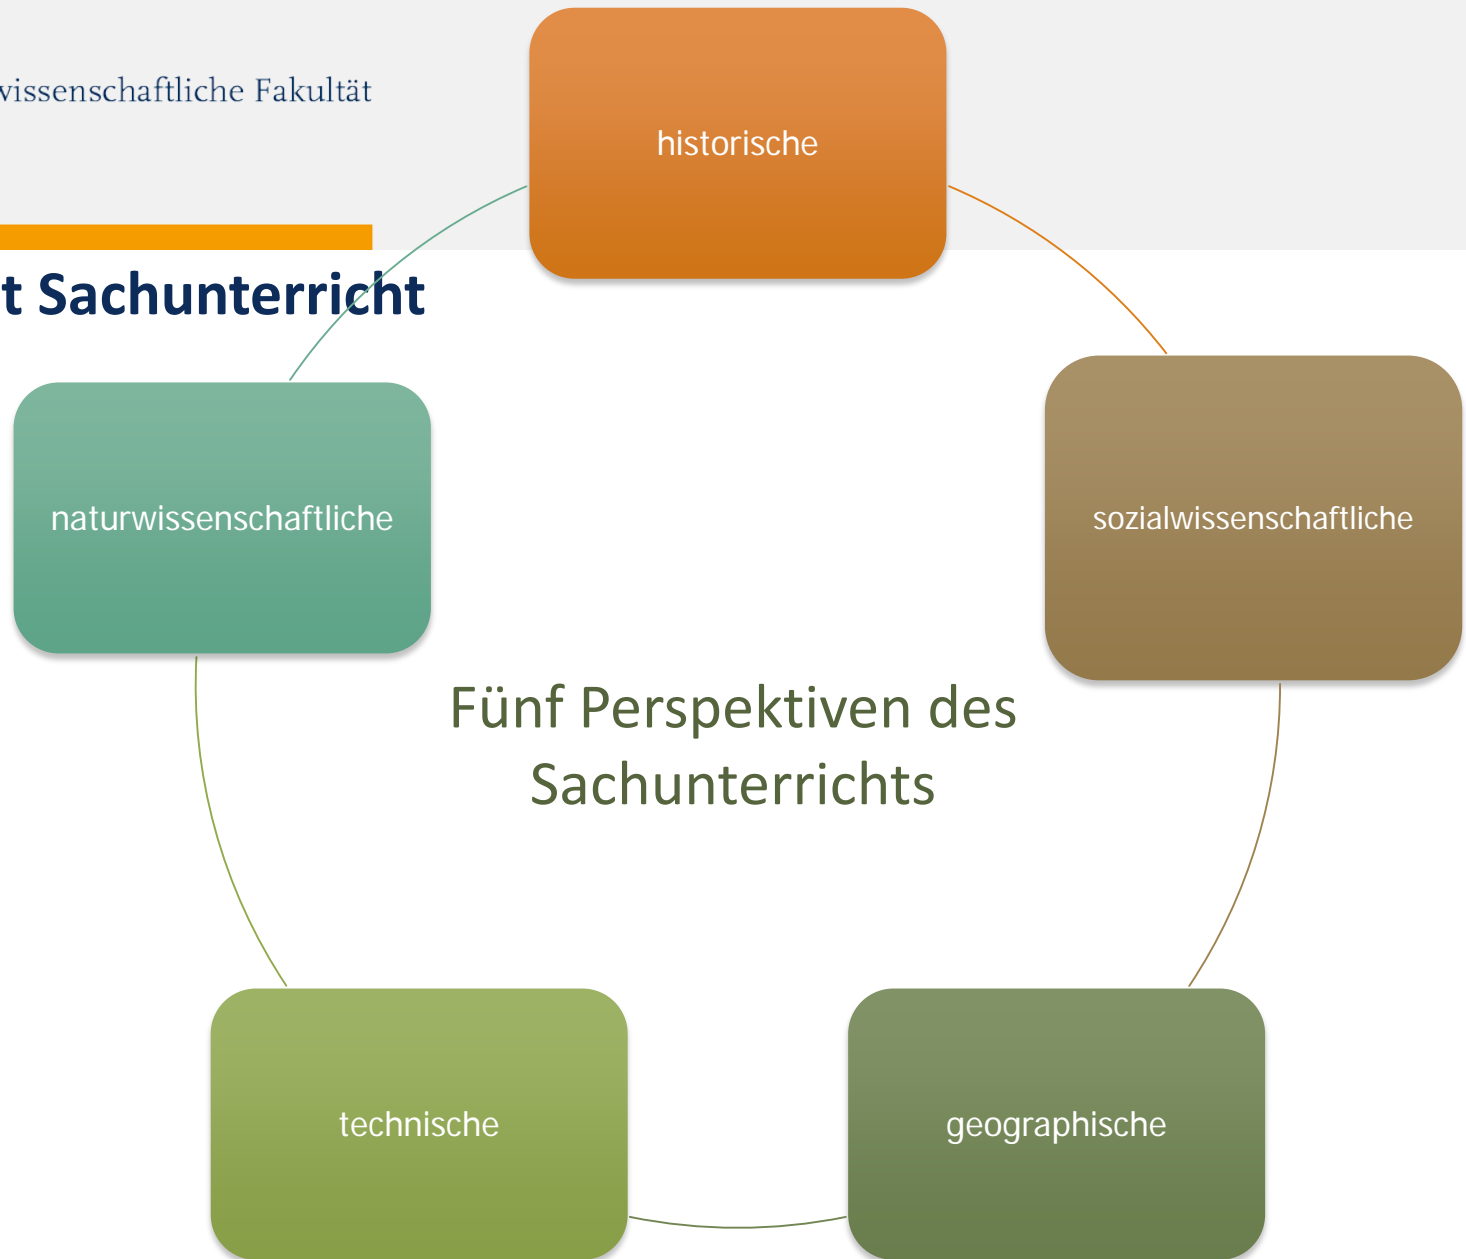 wissenschaftliche Fakultät
historische
t Sachunterricht
naturwissenschaftliche
sozialwissenschaftliche
Fünf Perspektiven des
Sachunterrichts
technische
geographische